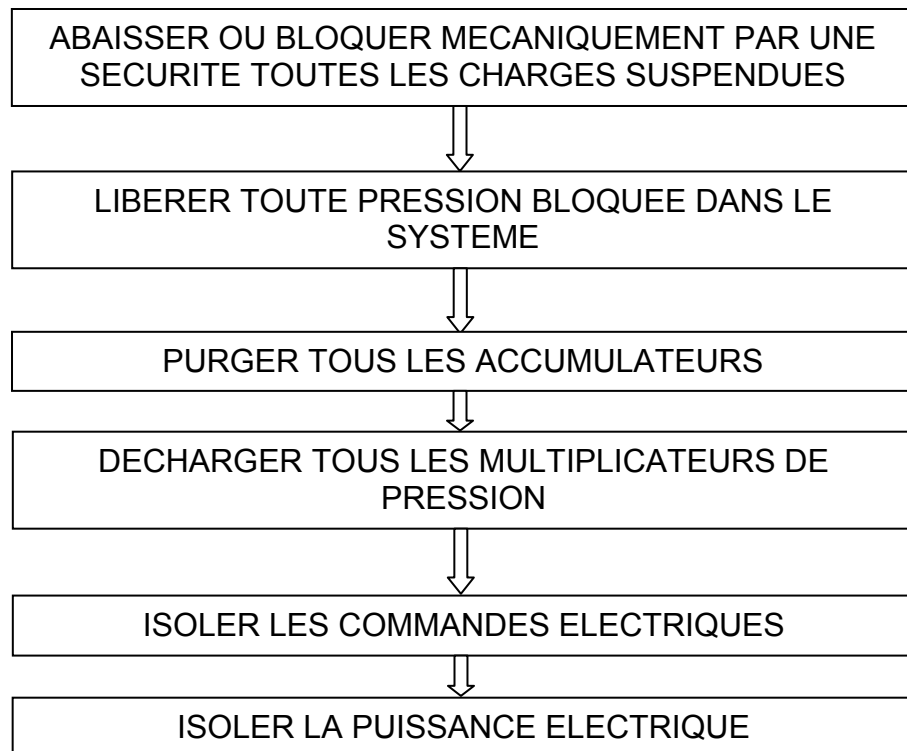 ABAISSER OU BLOQUER MECANIQUEMENT PAR UNE
SECURITE TOUTES LES CHARGES SUSPENDUES
LIBERER TOUTE PRESSION BLOQUEE DANS LE
SYSTEME
PURGER TOUS LES ACCUMULATEURS
DECHARGER TOUS LES MULTIPLICATEURS DE
PRESSION
ISOLER LES COMMANDES ELECTRIQUES
ISOLER LA PUISSANCE ELECTRIQUE